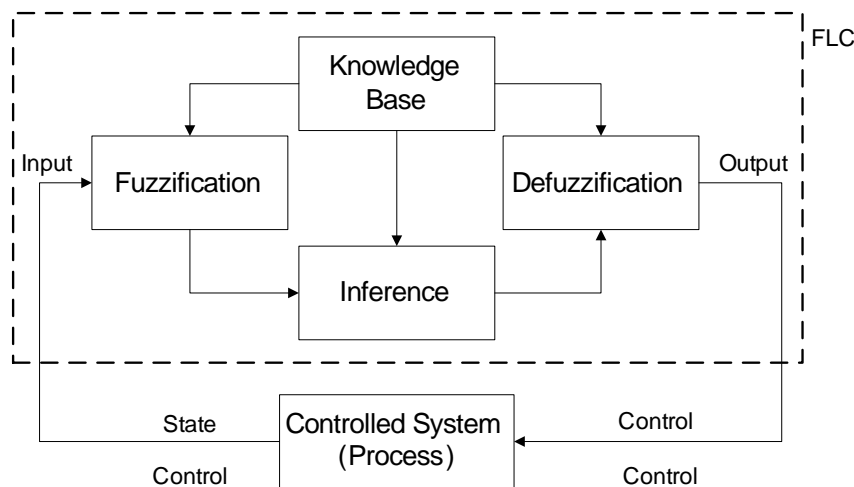 FLC
Knowledge
Base
Input
Fuzzification
Defuzzification
Output
Inference
State
Controlled System
(Process)
Control
Control
Control